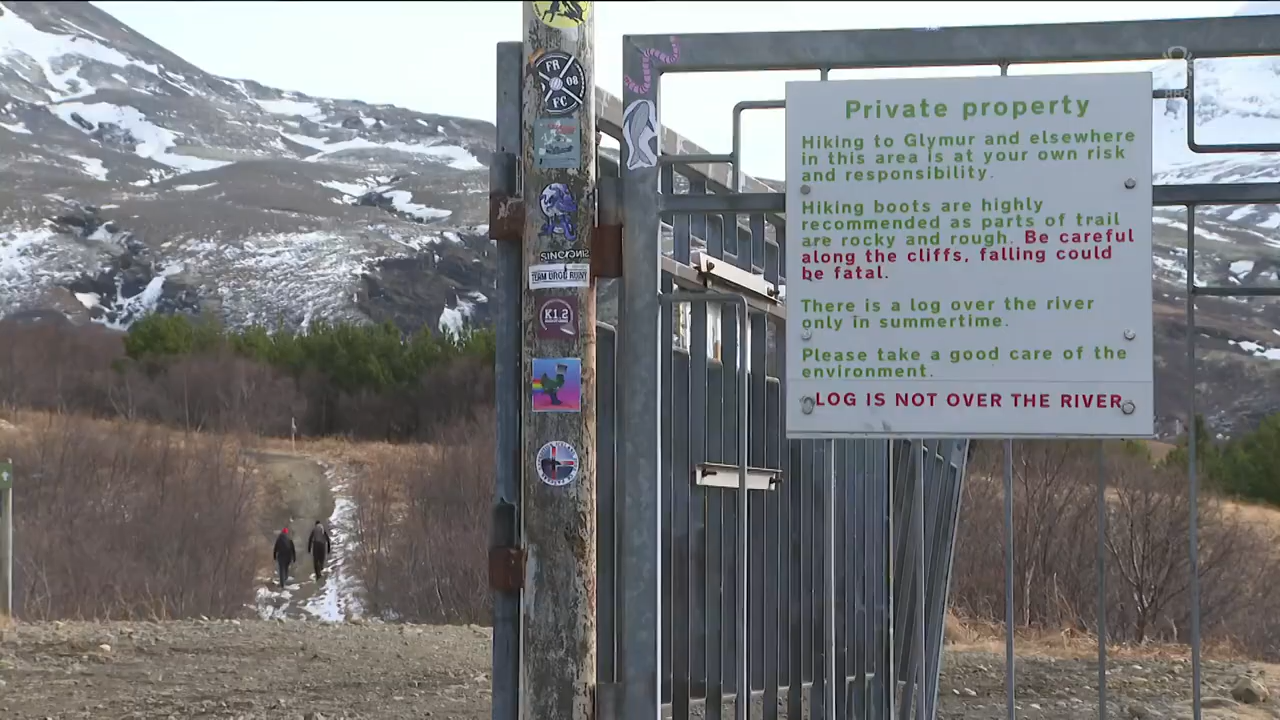 FR
08
FC
SINGSING
K1.2
Private property
Hiking to Glymur and elsewhere
in this area is at your own risk
and responsibility.
Hiking boots are highly
recommended as parts of trail
are rocky and rough. Be careful
along the cliffs, falling could
be fatal.
There is a log over the river
only in summertime.
Please take a good care of the
environment.
LOG IS NOT OVER THE RIVER